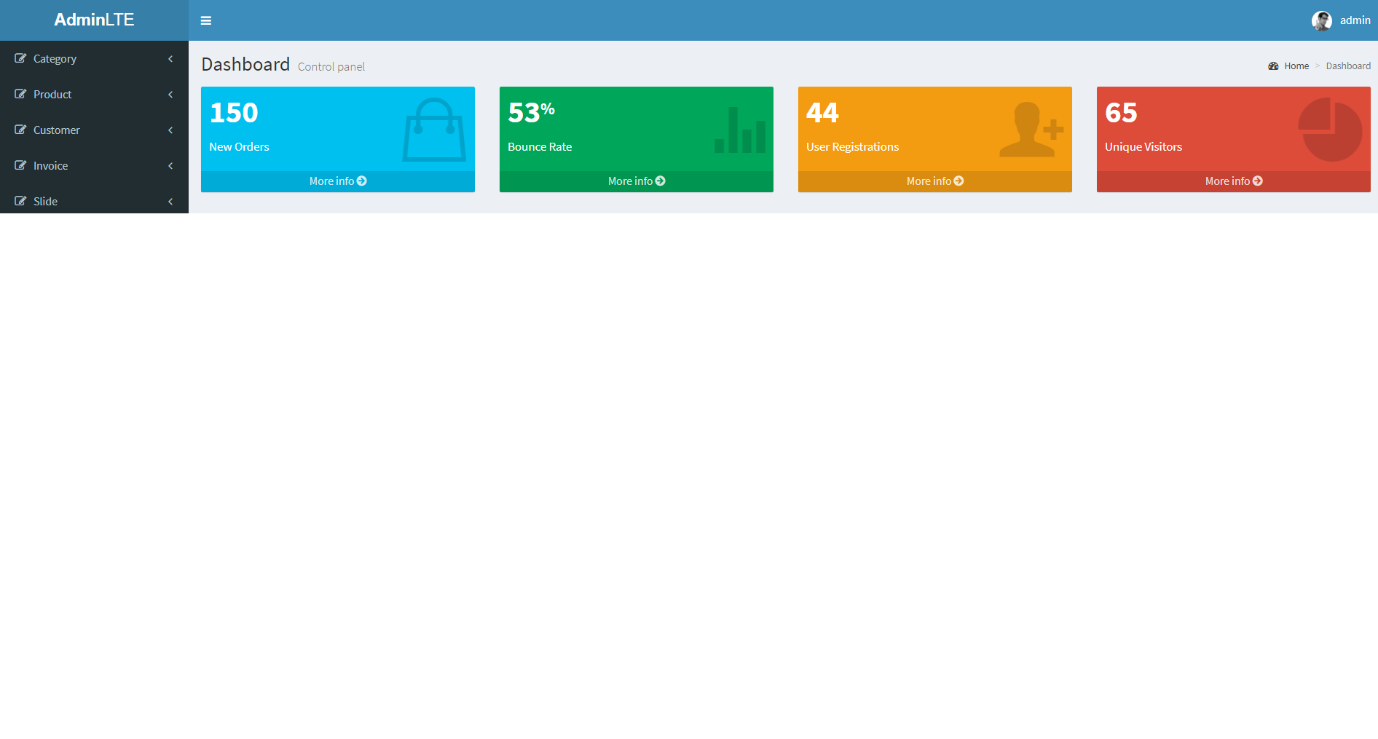 AdminLTE
admin
Category
Product
Customer
Invoice
Slide
Dashboard Control panel
Home > Dashboard
150
New Orders
More info
53%
Bounce Rate
More info
44
User Registrations
More info
65
Unique Visitors
More info